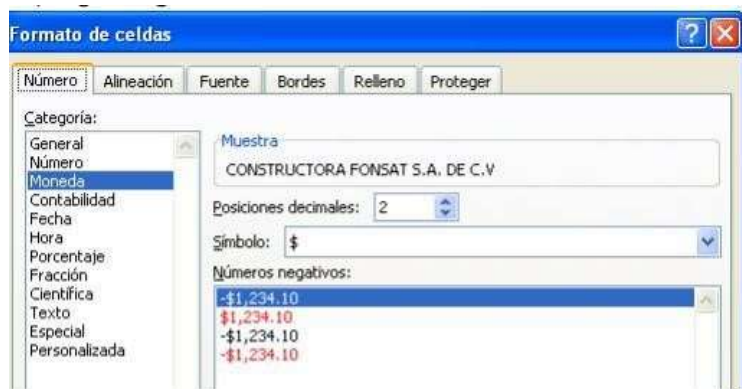 Formato de celdas
Número Alineación Fuente Bordes Relleno Proteger
Categoría:
General
Número
Moneda
Contabilidad
Fecha
Hora
Porcentaje
Fracción
Científica
Texto
Especial
Personalizada
Muestra
CONSTRUCTORA FONSAT S.A. DE C.V
Posiciones decimales: 2
Símbolo: $
Números negativos:
-$1,234.10
$1,234.10
-$1,234.10
-$1,234.10